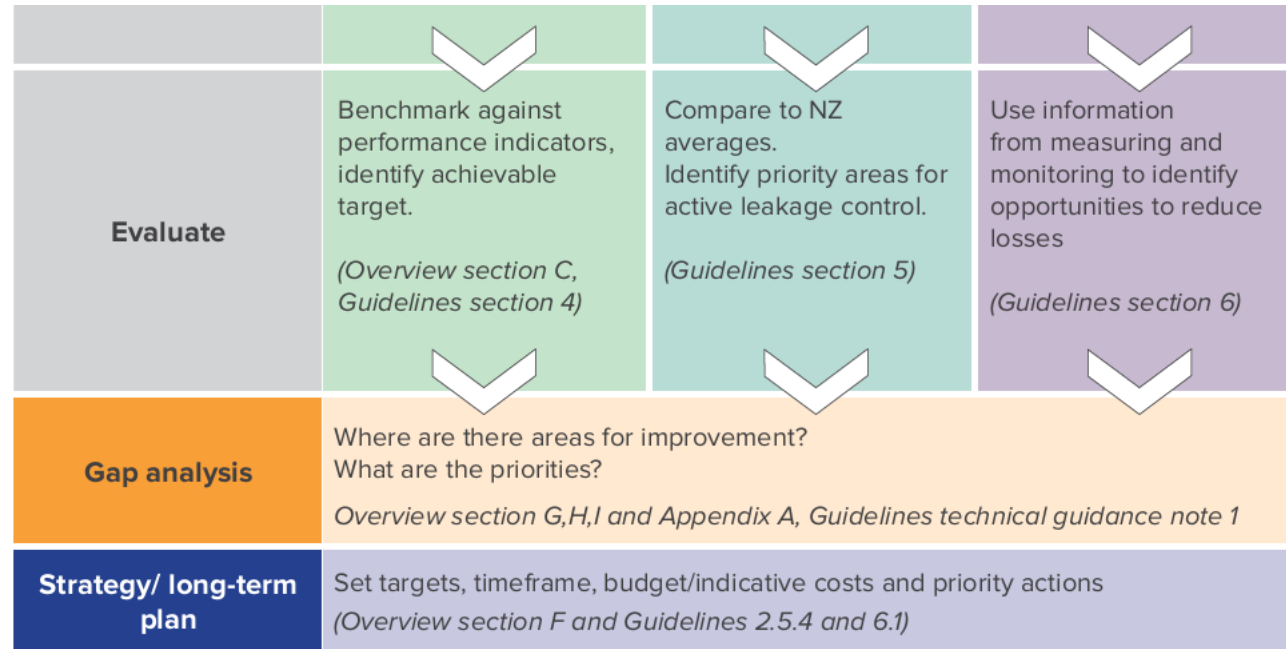 Evaluate
Benchmark against
performance indicators,
identify achievable
target.
(Overview section C,
Guidelines section 4)
Compare to NZ
averages.
Identify priority areas for
active leakage control.
(Guidelines section 5)
Use information
from measuring and
monitoring to identify
opportunities to reduce
losses
(Guidelines section 6)
Gap analysis
Where are there areas for improvement?
What are the priorities?
Overview section G,H,I and Appendix A, Guidelines technical guidance note 1
Strategy/ long-term
plan
Set targets, timeframe, budget/indicative costs and priority actions
(Overview section F and Guidelines 2.5.4 and 6.1)